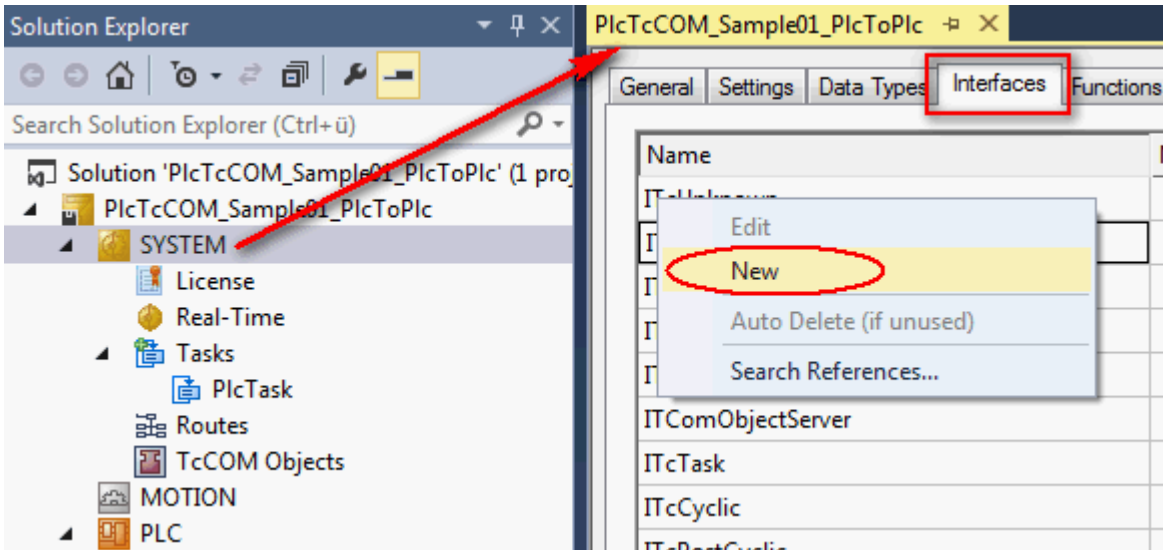 Solution Explorer
Search Solution Explorer (Ctrl+ü)
Solution 'PlcTcCOM_Sample01_PlcToPlc' (1 proj
PlcTcCOM_Sample01_PlcToPlc
SYSTEM
License
Real-Time
Tasks
PlcTask
Routes
TcCOM Objects
MOTION
PLC
PlcTcCOM_Sample01_PlcToPlc
General Settings Data Types Interfaces Functions
Name
ITcUnknown
Edit
New
Auto Delete (if unused)
Search References...
ITComObjectServer
ITcTask
ITcCyclic
ITcPostCyclic